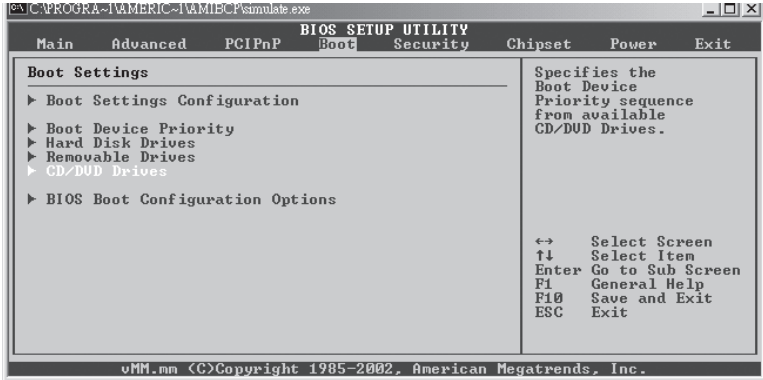 C:\PROGRA~1\AMERIC~1\AMIBCP\simulate.exe
BIOS SETUP UTILITY
Main Advanced PCIPnP Boot Security Chipset Power Exit
Boot Settings
► Boot Settings Configuration
► Boot Device Priority
► Hard Disk Drives
► Removable Drives
► CD/DVD Drives
► BIOS Boot Configuration Options
Specifies the
Boot Device
Priority sequence
from available
CD/DVD Drives.
↔ Select Screen
↑↓ Select Item
Enter Go to Sub Screen
F1 General Help
F10 Save and Exit
ESC Exit
vMM.mm (C)Copyright 1985-2002, American Megatrends, Inc.